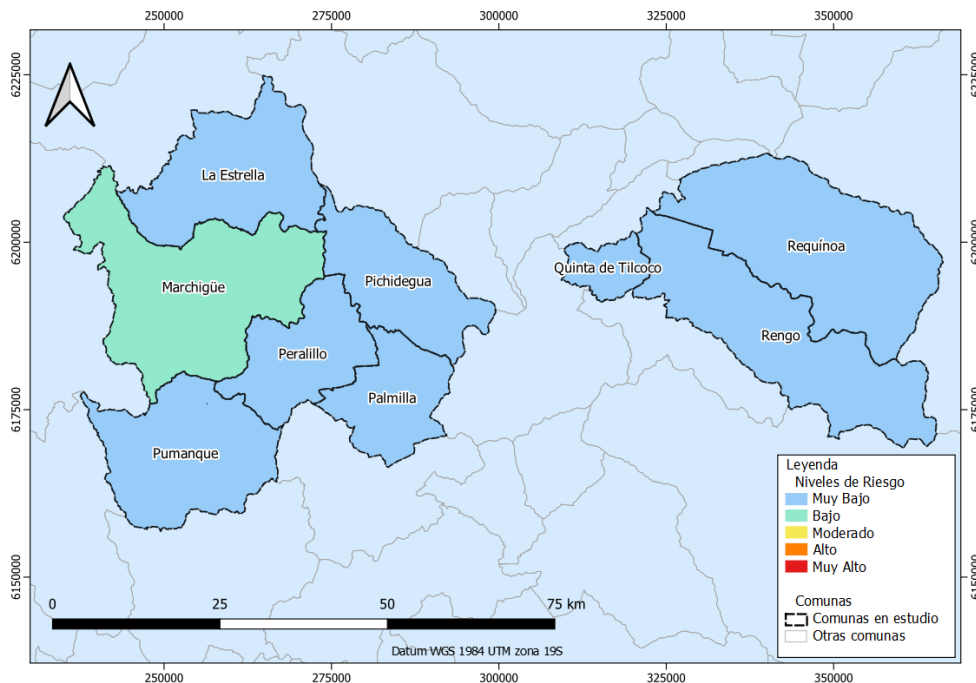 250000 275000 300000 325000 350000
6225000 6225000
La Estrella
6200000 6200000
Requínoa
Quinta de Tilcoco
Pichidegua
Marchigüe
Rengo
Peralillo
Palmilla
6175000 6175000
Pumanque
Leyenda
Niveles de Riesgo
Muy Bajo
Bajo
Moderado
Alto
Muy Alto
Comunas
Comunas en estudio
Otras comunas
6150000 6150000
0 25 50 75 km
Datum WGS 1984 UTM zona 19S
250000 275000 300000 325000 350000